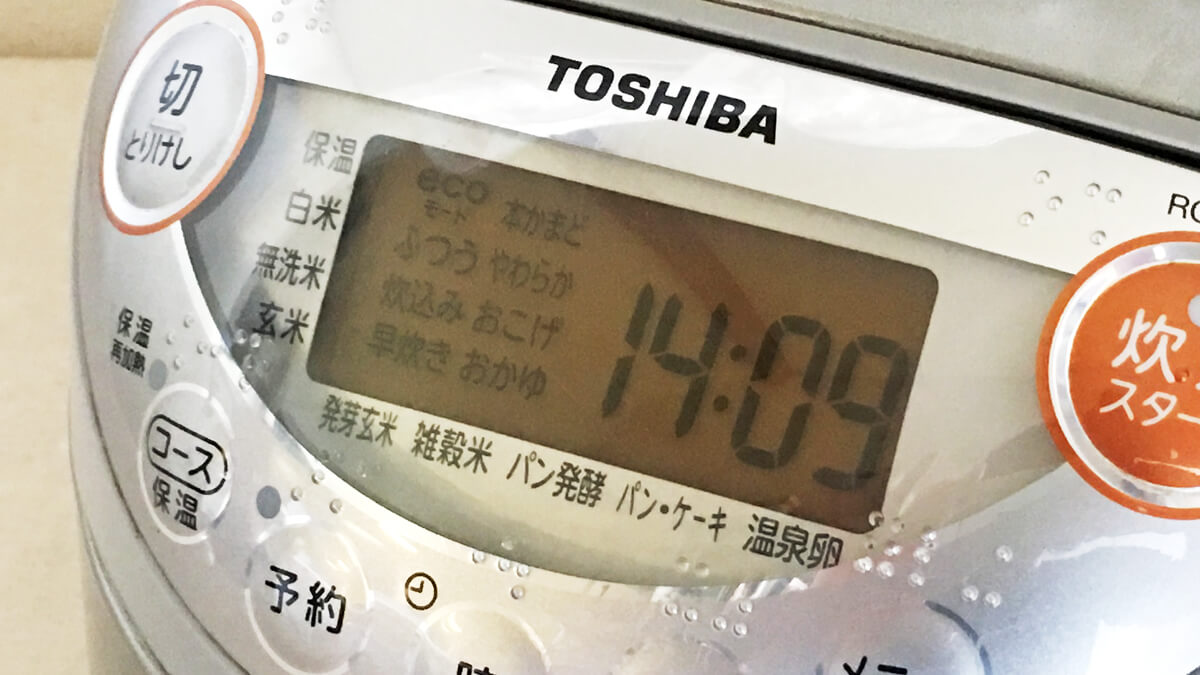 TOSHIBA
切
とりけし
保温
白米
無洗米
玄米
eco
モード
本かまど
ふつう やわらか
炊込み おこげ
早炊き おかゆ
14:09
発芽玄米 雑穀米 パン発酵 パン・ケーキ 温泉卵
保温
再加熱
コース
保温
予約
炊
スター
メニ
RC